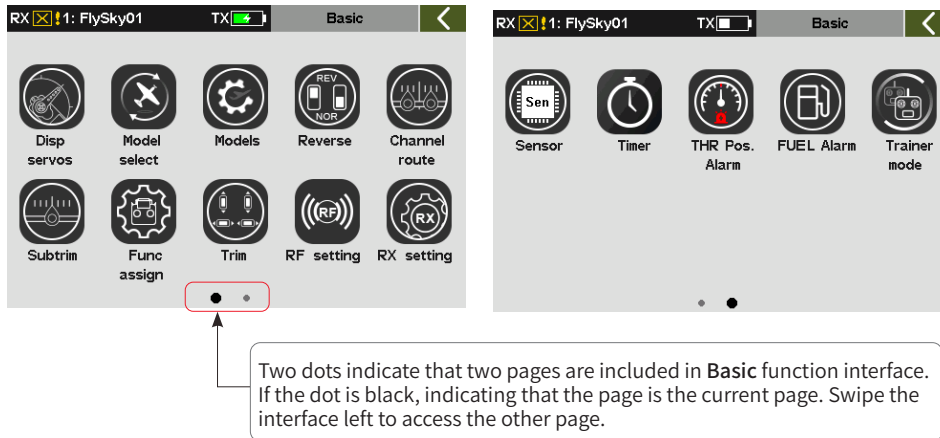 RX ! 1: FlySky01 TX Basic
Disp servos
Model select
Models
REV
NOR
Reverse
Channel route
Subtrim
Func assign
Trim
RF
RF setting
RX
RX setting
RX ! 1: FlySky01 TX Basic
Sen
Sensor
Timer
THR Pos. Alarm
FUEL Alarm
Trainer mode
Two dots indicate that two pages are included in Basic function interface.
If the dot is black, indicating that the page is the current page. Swipe the
interface left to access the other page.